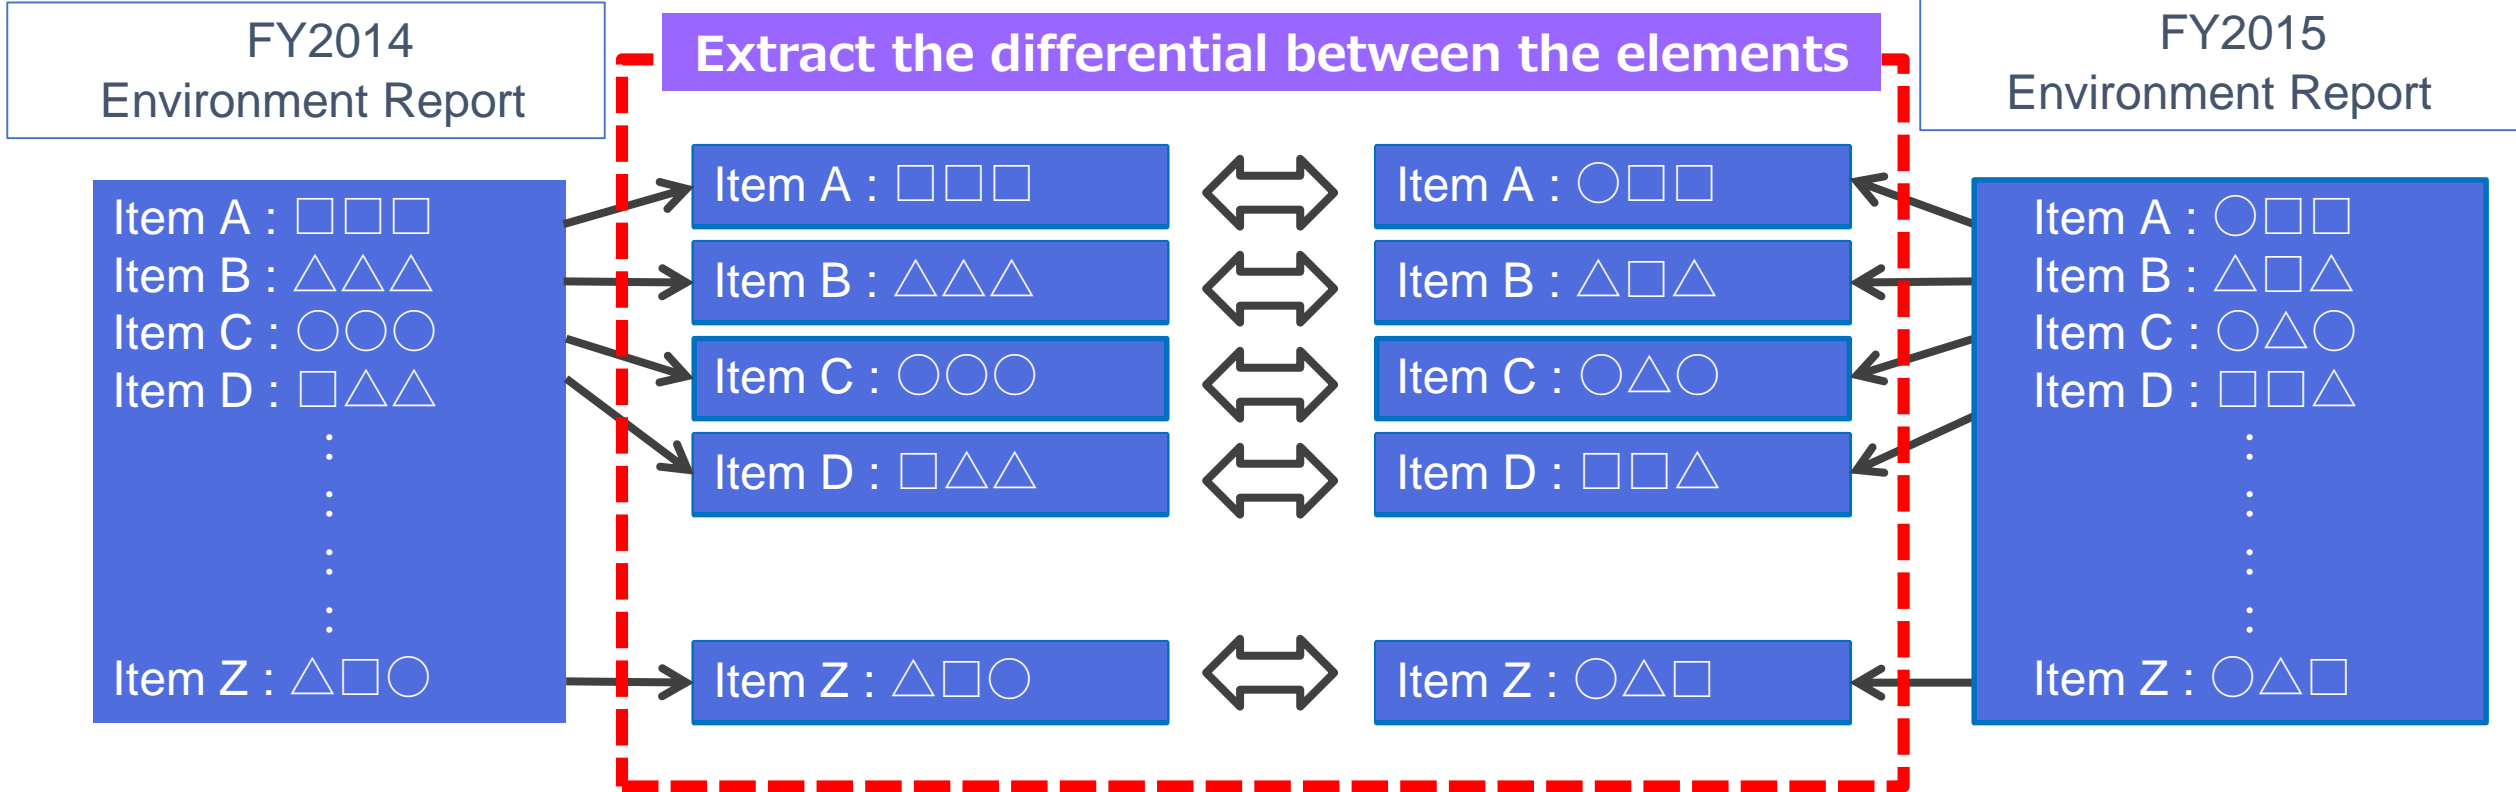 FY2014
Environment Report
Extract the differential between the elements
FY2015
Environment Report
Item A : □□□
Item B : △△△
Item C : ○○○
Item D : □△△
:
:
:
:
Item Z : △□○
Item A : □□□
Item B : △△△
Item C : ○○○
Item D : □△△
Item Z : △□○
Item A : ○□□
Item B : △□△
Item C : ○△○
Item D : □□△
Item Z : ○△□
Item A : ○□□
Item B : △□△
Item C : ○△○
Item D : □□△
:
:
:
:
Item Z : ○△□